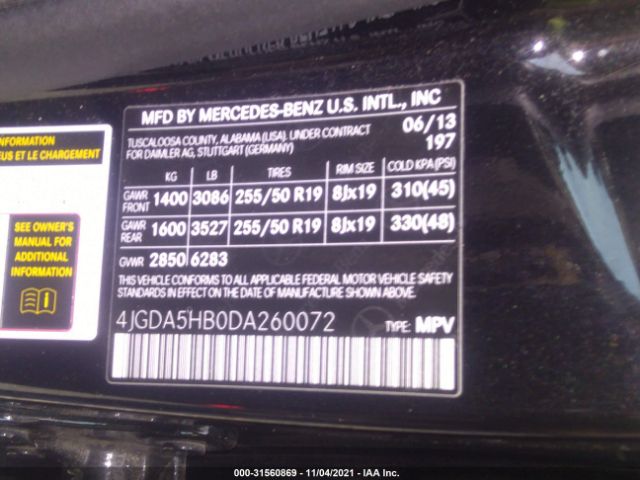 MFD BY MERCEDES-BENZ U.S. INTL., INC
TUSCALOOSA COUNTY, ALABAMA (USA). UNDER CONTRACT
FOR DAIMLER AG, STUTTGART (GERMANY)
06/13
197
KG LB TIRES RIM SIZE COLD KPA (PSI)
GAWR FRONT 1400 3086 255/50 R19 8Jx19 310(45)
GAWR REAR 1600 3527 255/50 R19 8Jx19 330(48)
GVWR 2850 6283
THIS VEHICLE CONFORMS TO ALL APPLICABLE FEDERAL MOTOR VEHICLE SAFETY
STANDARDS IN EFFECT ON THE DATE OF MANUFACTURE SHOWN ABOVE.
4JGDA5HB0DA260072 TYPE: MPV
INFORMATION
EUS ET LE CHARGEMENT
SEE OWNER'S
MANUAL FOR
ADDITIONAL
INFORMATION
000-31560869 - 11/04/2021 - IAA Inc.